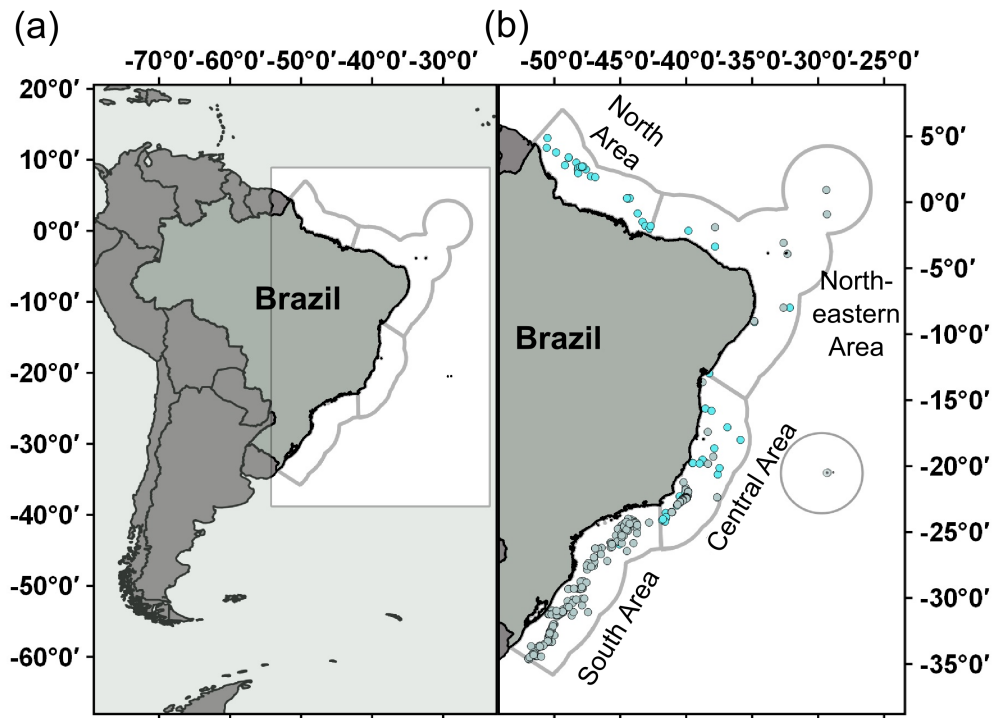 (a)
(b)
-70°0′ -60°0′ -50°0′ -40°0′ -30°0′
-50°0′ -45°0′ -40°0′ -35°0′ -30°0′ -25°0′
20°0′
10°0′
0°0′
-10°0′
-20°0′
-30°0′
-40°0′
-50°0′
-60°0′
Brazil
North
Area
North-
eastern
Area
Brazil
Central Area
South Area
5°0′
0°0′
-5°0′
-10°0′
-15°0′
-20°0′
-25°0′
-30°0′
-35°0′